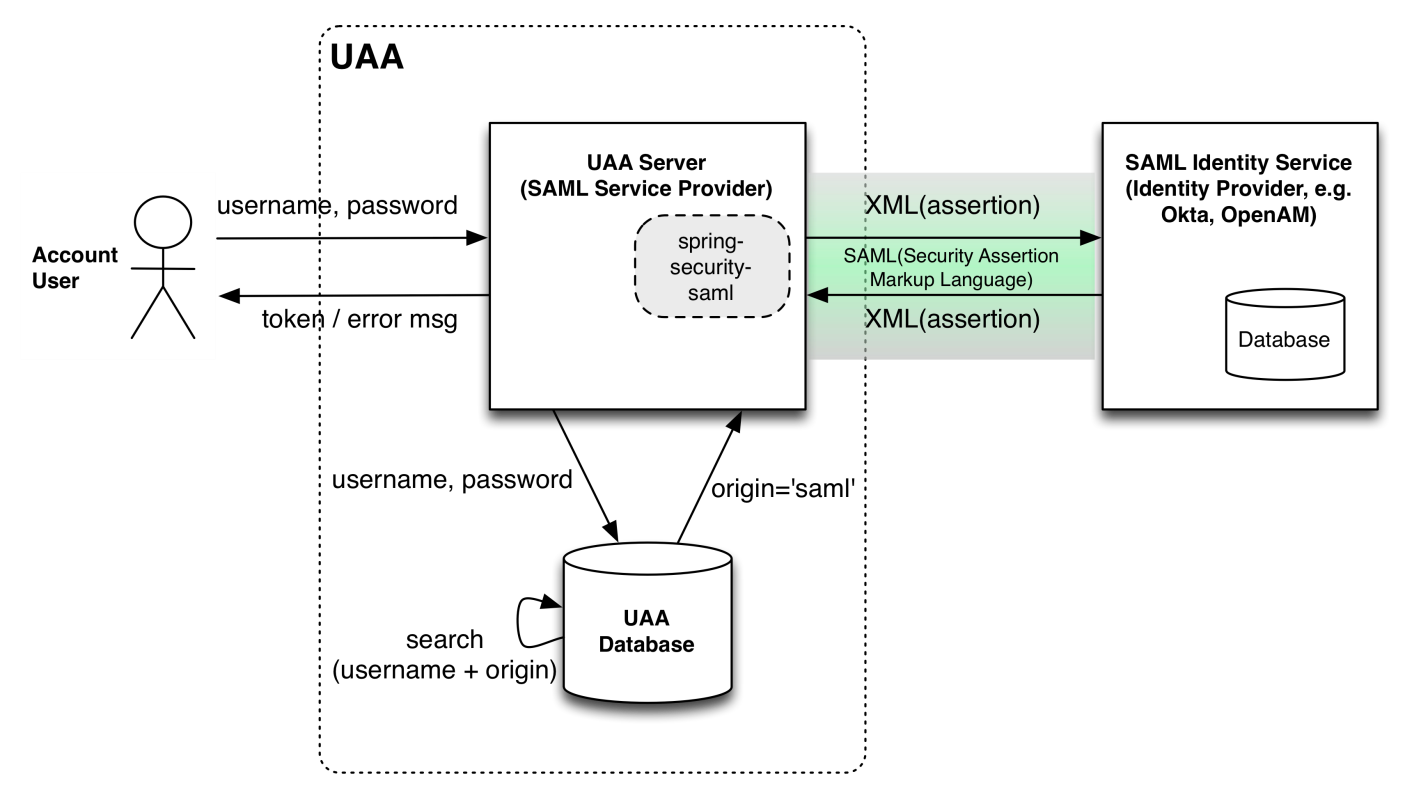 UAA
UAA Server
(SAML Service Provider)
spring-
security-
saml
SAML Identity Service
(Identity Provider, e.g.
Okta, OpenAM)
Database
Account
User
username, password
token / error msg
XML(assertion)
SAML(Security Assertion
Markup Language)
XML(assertion)
username, password
origin='saml'
UAA
Database
search
(username + origin)